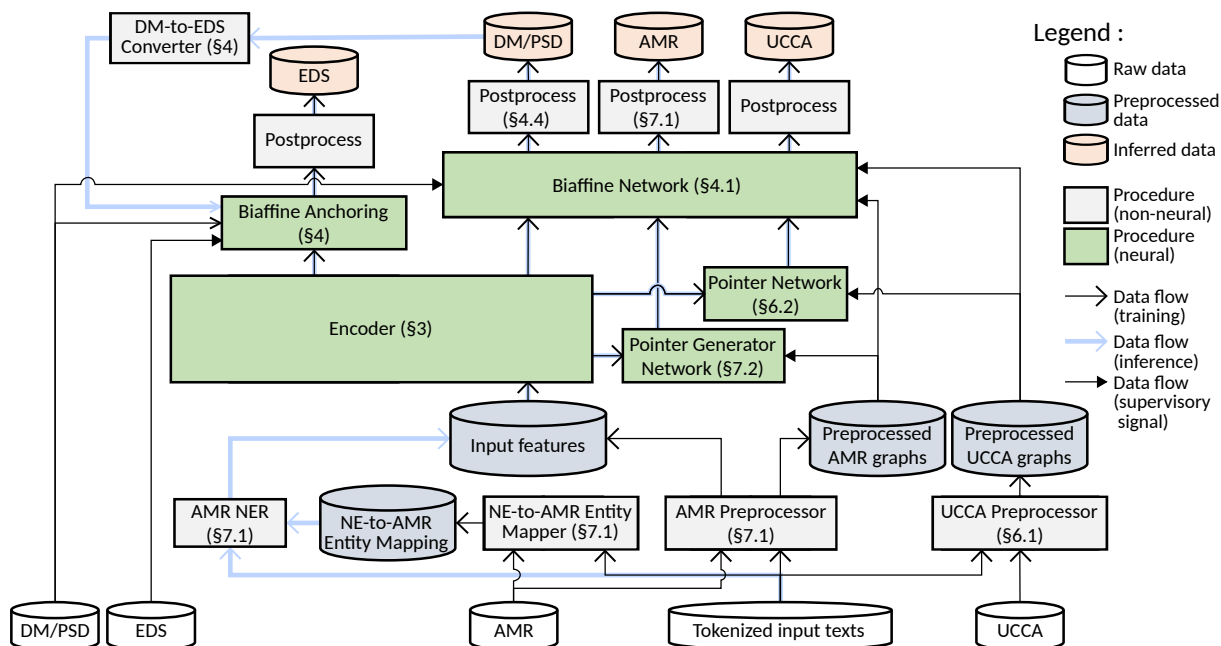 DM-to-EDS
Converter (§4)
DM/PSD
AMR
UCCA
Legend :
EDS
Raw data
Postprocess
(§4.4)
Postprocess
(§7.1)
Postprocess
Preprocessed
data
Postprocess
Inferred data
Biaffine Network (§4.1)
Procedure
(non-neural)
Biaffine Anchoring
(§4)
Procedure
(neural)
Encoder (§3)
Pointer Network
(§6.2)
Data flow
(training)
Pointer Generator
Network (§7.2)
Data flow
(inference)
Data flow
(supervisory
signal)
Input features
Preprocessed
AMR graphs
Preprocessed
UCCA graphs
AMR NER
(§7.1)
NE-to-AMR
Entity Mapping
NE-to-AMR Entity
Mapper (§7.1)
AMR Preprocessor
(§7.1)
UCCA Preprocessor
(§6.1)
DM/PSD
EDS
AMR
Tokenized input texts
UCCA